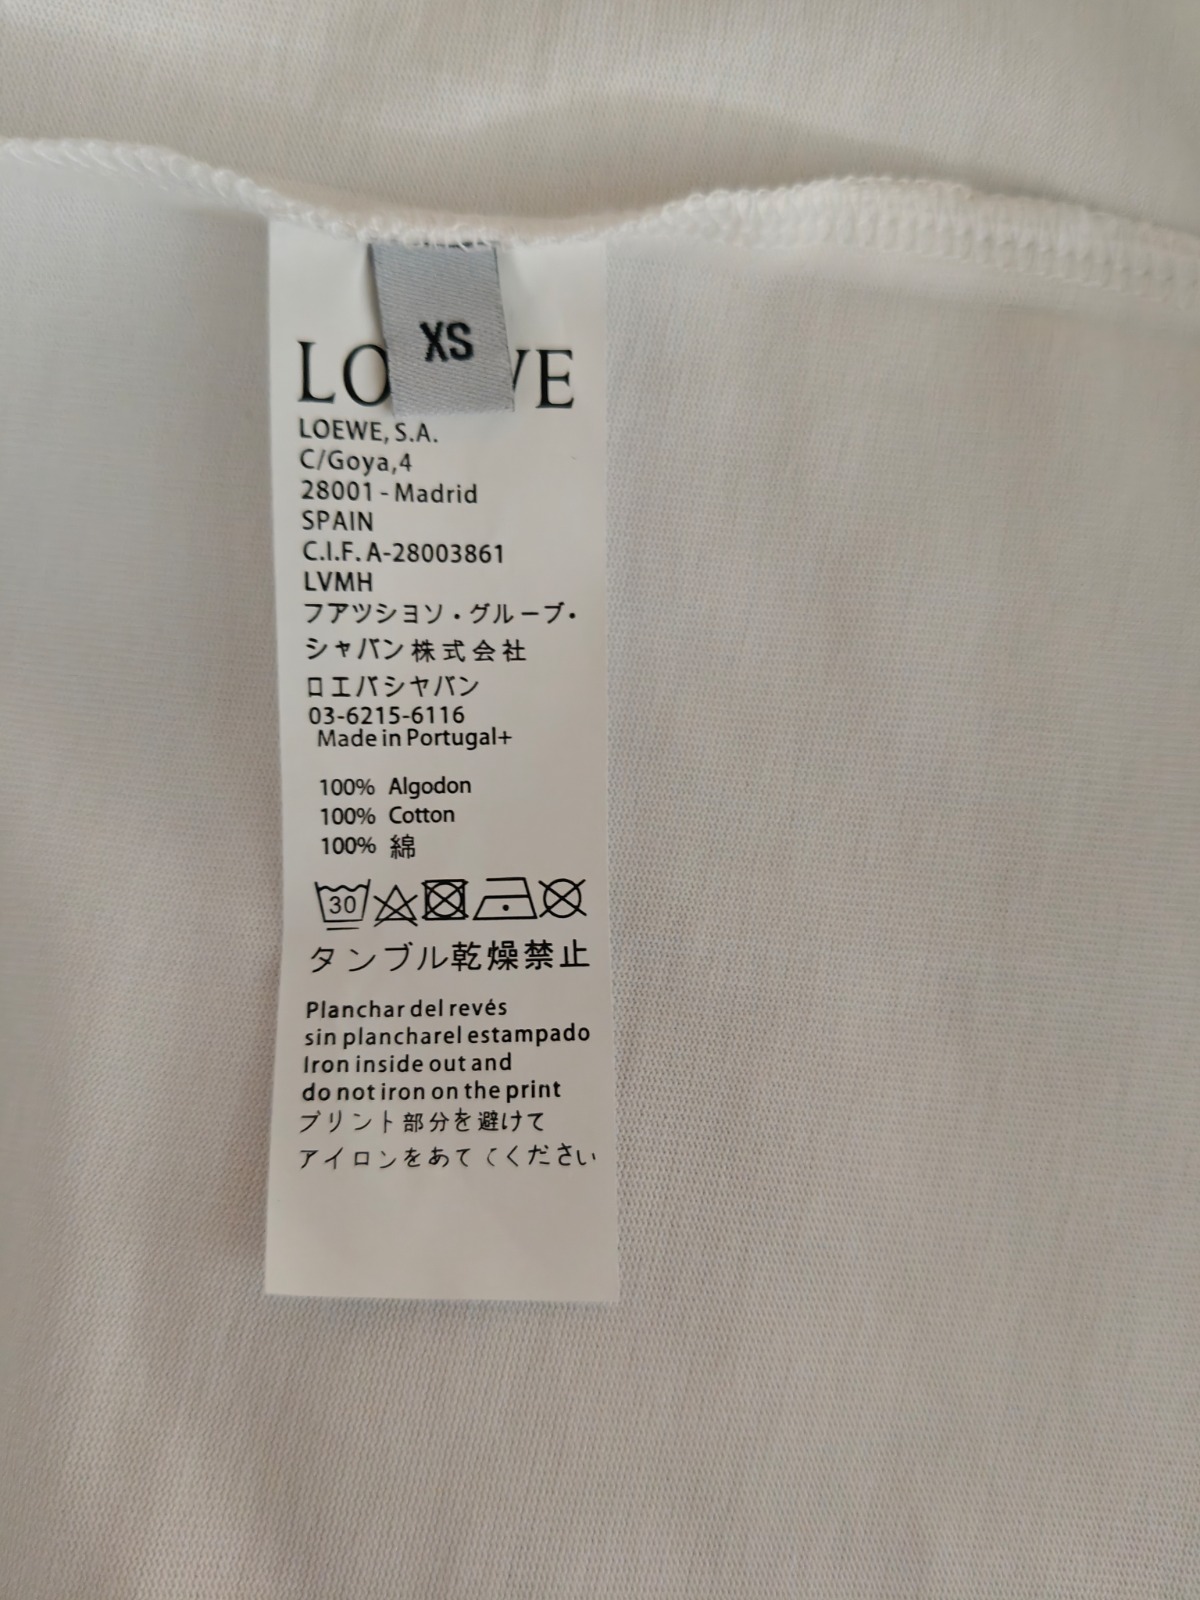 XS
LO WE
LOEWE, S.A.
C/Goya,4
28001 - Madrid
SPAIN
C.I.F. A-28003861
LVMH
フアツシヨソ・グルーブ・
シャバン株式会社
ロエバシヤバン
03-6215-6116
Made in Portugal+
100% Algodon
100% Cotton
100% 綿
30
タンブル乾燥禁止
Planchar del revés
sin plancharel estampado
Iron inside out and
do not iron on the print
プリント部分を避けて
アイロンをあてくください